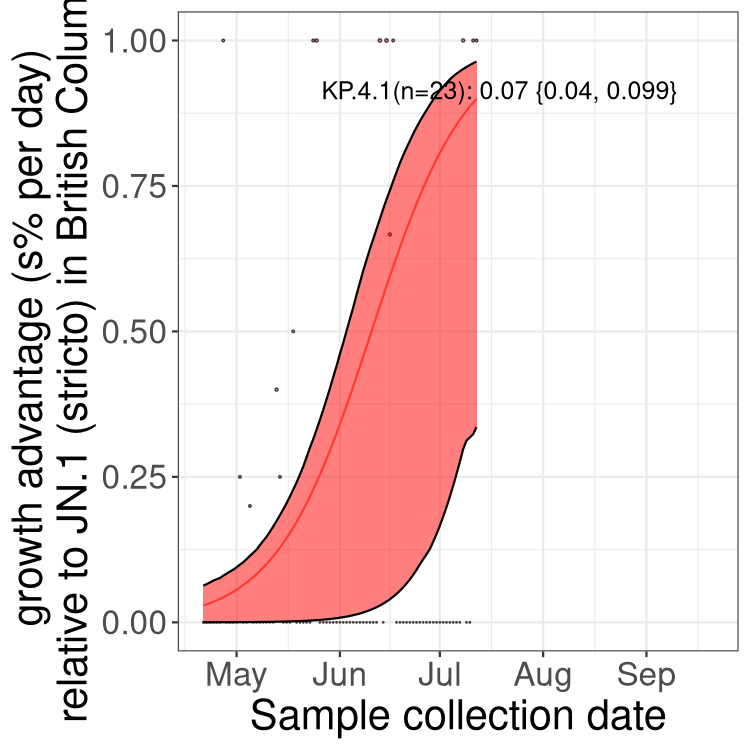 growth advantage (s% per day)
relative to JN.1 (stricto) in British Colum
1.00
0.75
0.50
0.25
0.00
KP.4.1(n=23): 0.07 {0.04, 0.099}
May Jun Jul Aug Sep
Sample collection date